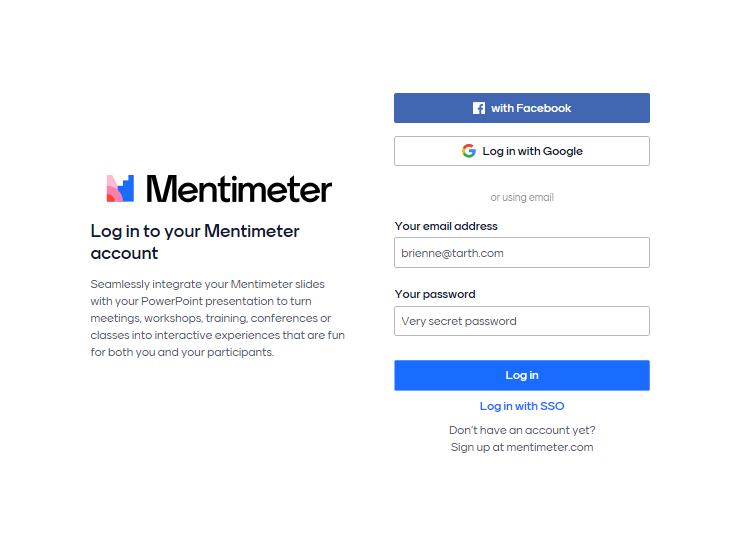 Mentimeter
Log in to your Mentimeter
account
Seamlessly integrate your Mentimeter slides
with your PowerPoint presentation to turn
meetings, workshops, training, conferences or
classes into interactive experiences that are fun
for both you and your participants.
with Facebook
Log in with Google
or using email
Your email address
brienne@tarth.com
Your password
Very secret password
Log in
Log in with SSO
Don't have an account yet?
Sign up at mentimeter.com